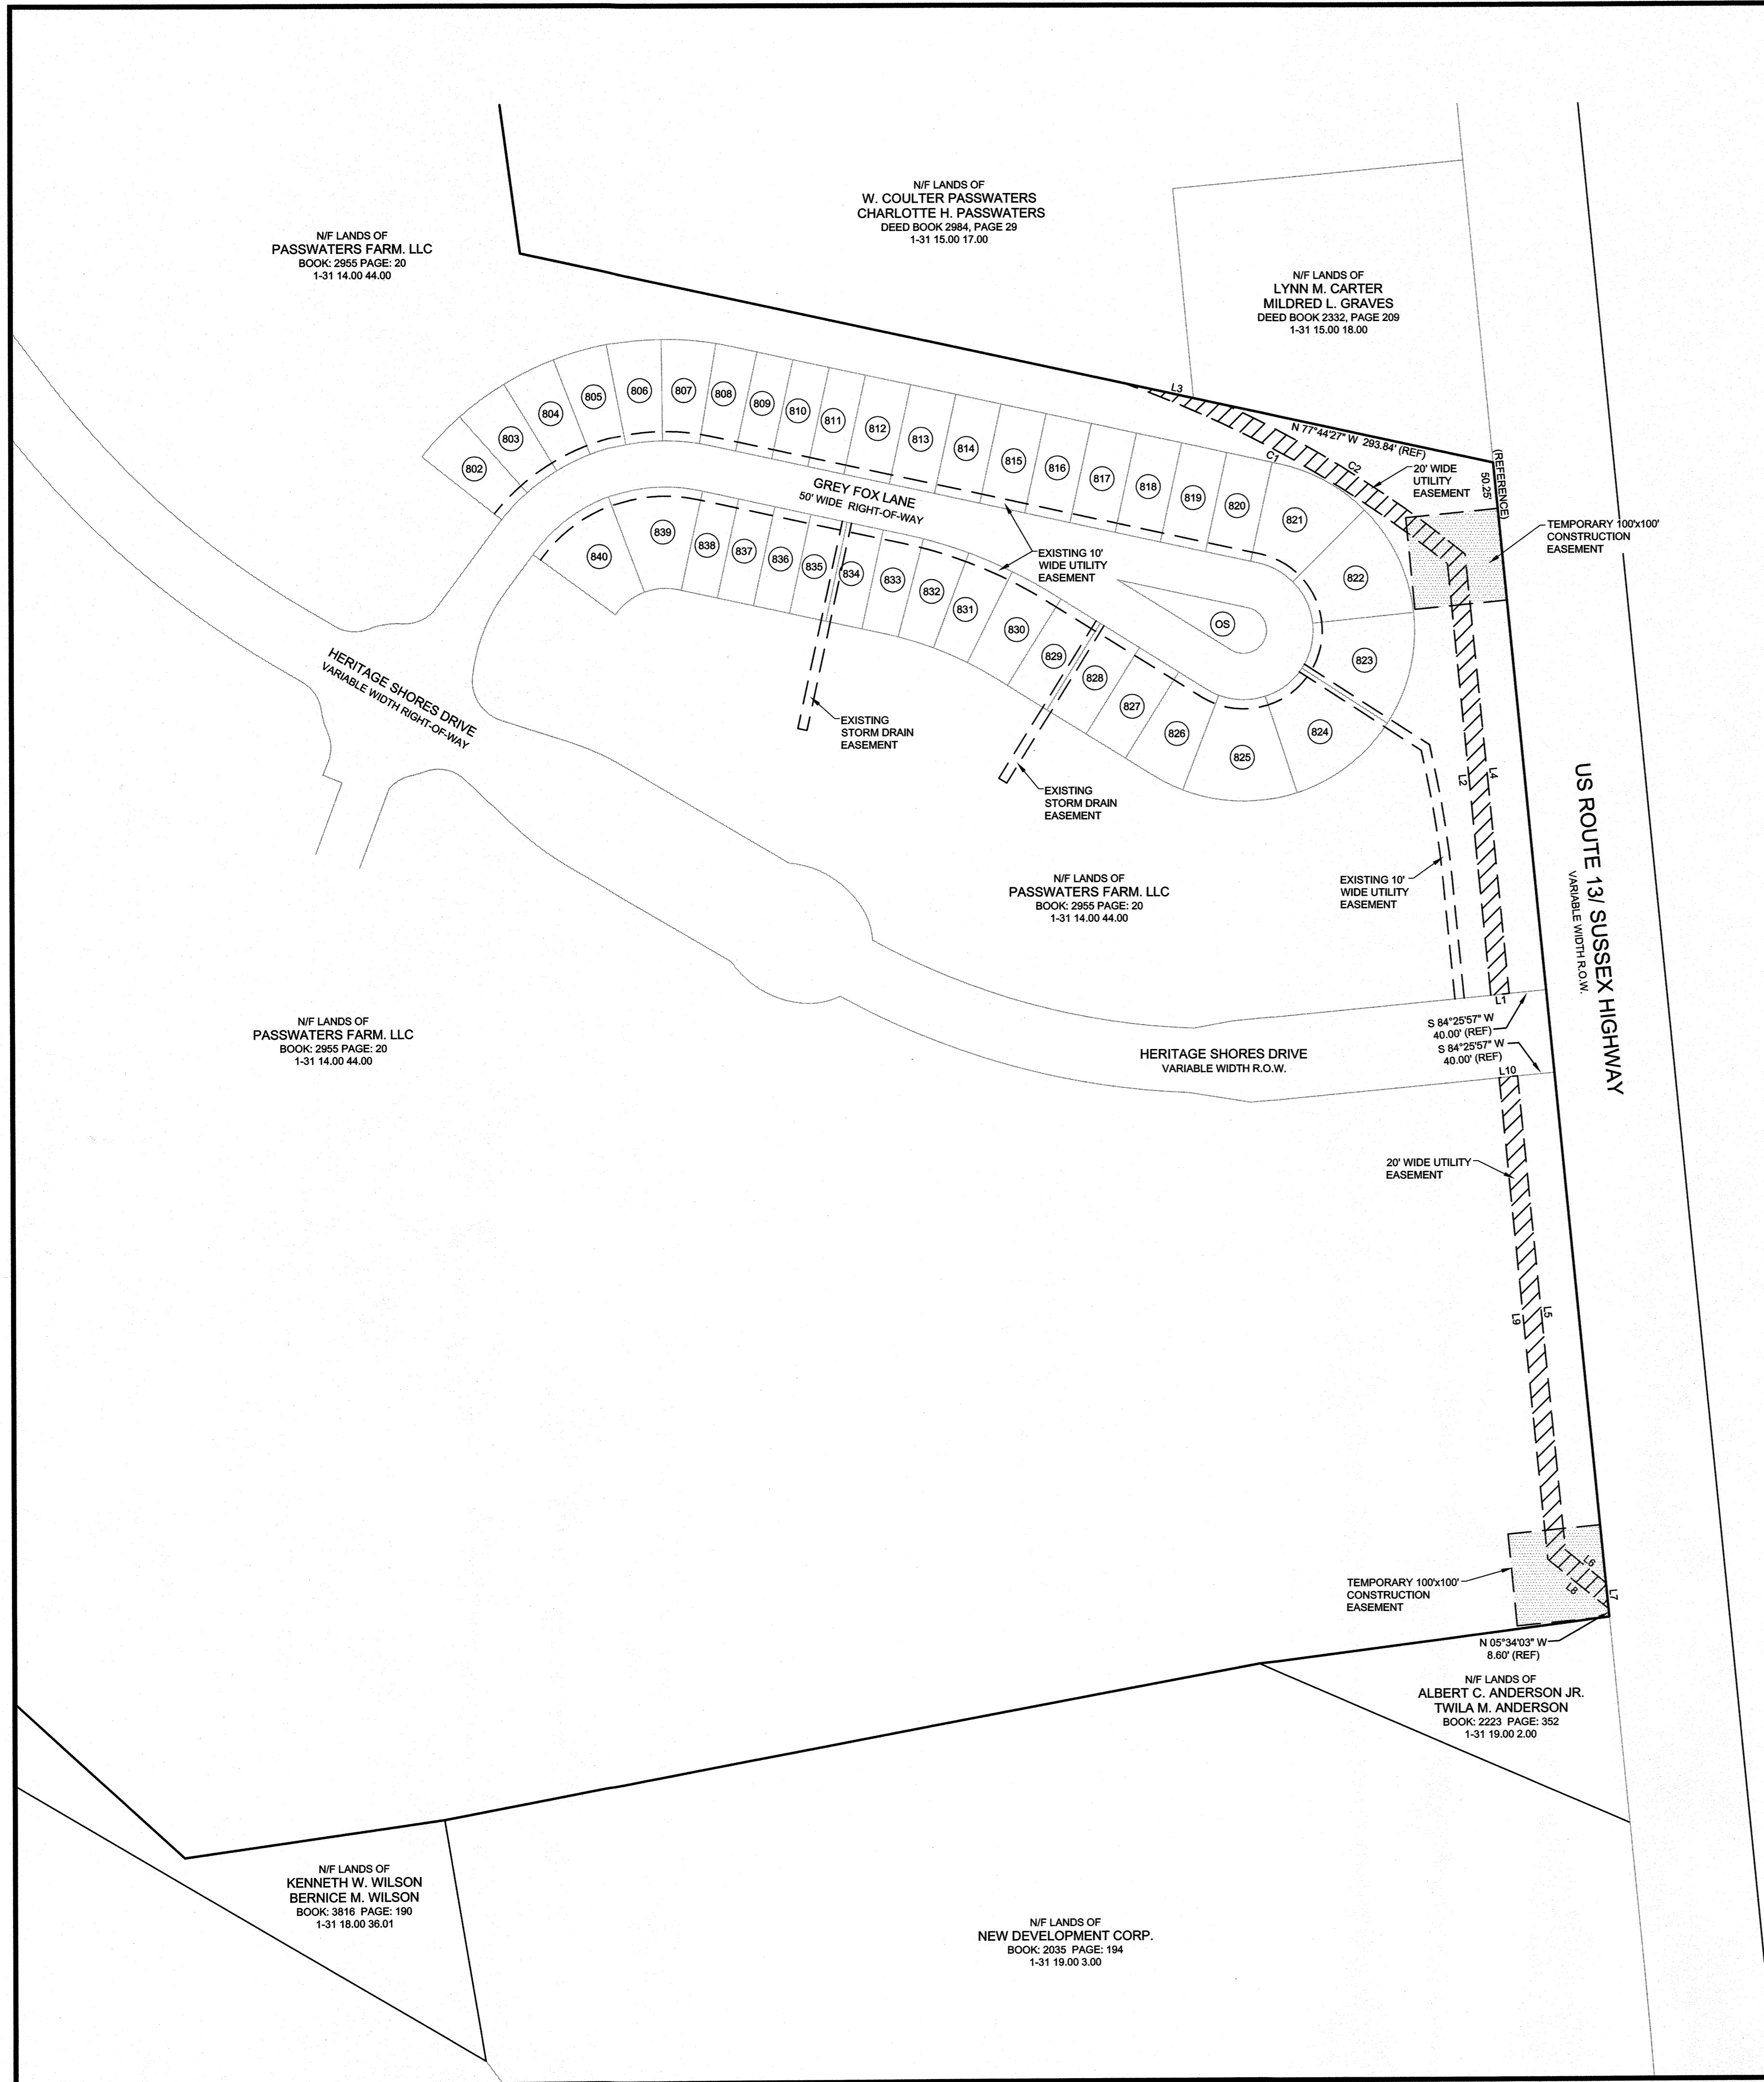 N/F LANDS OF
PASSWATERS FARM. LLC
BOOK: 2955 PAGE: 20
1-31 14.00 44.00
N/F LANDS OF
W. COULTER PASSWATERS
CHARLOTTE H. PASSWATERS
DEED BOOK 2984, PAGE 29
1-31 15.00 17.00
N/F LANDS OF
LYNN M. CARTER
MILDRED L. GRAVES
DEED BOOK 2332, PAGE 209
1-31 15.00 18.00
L3
N 77°44'27" W 293.84' (REF)
C1
C2
20' WIDE
UTILITY
EASEMENT
(REFERENCE)
50.25'
TEMPORARY 100'x100'
CONSTRUCTION
EASEMENT
802
803
804
805
806
807
808
809
810
811
812
813
814
815
816
817
818
819
820
821
822
823
824
825
826
827
828
829
830
831
832
833
834
835
836
837
838
839
840
OS
GREY FOX LANE
50' WIDE RIGHT-OF-WAY
EXISTING 10'
WIDE UTILITY
EASEMENT
HERITAGE SHORES DRIVE
VARIABLE WIDTH RIGHT-OF-WAY
EXISTING
STORM DRAIN
EASEMENT
EXISTING
STORM DRAIN
EASEMENT
L2
L4
US ROUTE 13/ SUSSEX HIGHWAY
VARIABLE WIDTH R.O.W.
N/F LANDS OF
PASSWATERS FARM. LLC
BOOK: 2955 PAGE: 20
1-31 14.00 44.00
EXISTING 10'
WIDE UTILITY
EASEMENT
L1
S 84°25'57" W
40.00' (REF)
S 84°25'57" W
40.00' (REF)
L10
N/F LANDS OF
PASSWATERS FARM. LLC
BOOK: 2955 PAGE: 20
1-31 14.00 44.00
HERITAGE SHORES DRIVE
VARIABLE WIDTH R.O.W.
20' WIDE UTILITY
EASEMENT
L9
L5
L6
L8
L7
TEMPORARY 100'x100'
CONSTRUCTION
EASEMENT
N 05°34'03" W
8.60' (REF)
N/F LANDS OF
ALBERT C. ANDERSON JR.
TWILA M. ANDERSON
BOOK: 2223 PAGE: 352
1-31 19.00 2.00
N/F LANDS OF
KENNETH W. WILSON
BERNICE M. WILSON
BOOK: 3816 PAGE: 190
1-31 18.00 36.01
N/F LANDS OF
NEW DEVELOPMENT CORP.
BOOK: 2035 PAGE: 194
1-31 19.00 3.00